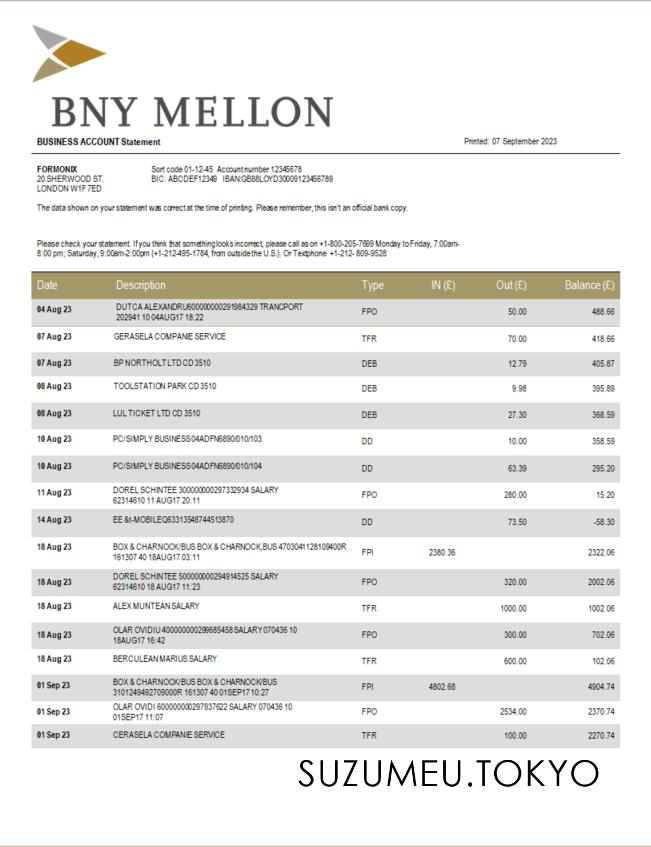 BNY MELLON
BUSINESS ACCOUNT Statement Printed: 07 September 2023
FORMONIX Sort code 01-12-45 Account number 12345678
20 SHERWOOD ST. BIC: ABCDEF12349 IBAN:GB88LOYD30009123456789
LONDON W1F 7ED
The data shown on your statement was correct at the time of printing. Please remember, this isn't an official bank copy.
Please check your statement. If you think that something looks incorrect, please call as on +1-800-205-7699 Monday to Friday, 7:00am-
8:00 pm; Saturday, 9:00am-2:00pm (+1-212-495-1784, from outside the U.S.). Or Textphone +1-212- 809-9528
Date Description Type IN (£) Out (£) Balance (£)
04 Aug 23 DUTCA ALEXANDRU600000000291984329 TRANCPORT FPO 50.00 488.66
202941 10 04AUG17 18:22
07 Aug 23 GERASELA COMPANIE SERVICE TFR 70.00 418.66
07 Aug 23 BP NORTHOLT LTD CD 3510 DEB 12.79 405.87
08 Aug 23 TOOLSTATION PARK CD 3510 DEB 9.98 395.89
08 Aug 23 LUL TICKET LTD CD 3510 DEB 27.30 368.59
10 Aug 23 PC/SIMPLY BUSINESS04ADFN6890/010/103 DD 10.00 358.59
10 Aug 23 PC/SIMPLY BUSINESS04ADFN6890/010/104 DD 63.39 295.20
11 Aug 23 DOREL SCHINTEE 300000000297332934 SALARY FPO 280.00 15.20
62314610 11 AUG17 20:11
14 Aug 23 EE &t-MOBILEQ63313548744513870 DD 73.50 -58.30
18 Aug 23 BOX & CHARNOCK/BUS BOX & CHARNOCK,BUS 4703041128109400R FPI 2380.36 2322.06
161307 40 18AUG17 03:11
18 Aug 23 DOREL SCHINTEE 500000000294914525 SALARY FPO 320.00 2002.06
62314610 18 AUG17 11:23
18 Aug 23 ALEX MUNTEAN SALARY TFR 1000.00 1002.06
18 Aug 23 OLAR OVIDIU 400000000299685458 SALARY 070436 10 FPO 300.00 702.06
18AUG17 16:42
18 Aug 23 BERCULEAN MARIUS SALARY TFR 600.00 102.06
01 Sep 23 BOX & CHARNOCK/BUS BOX & CHARNOCK/BUS FPI 4802.68 4904.74
3101249492709000R 161307 40 01SEP17 10:27
01 Sep 23 OLAR OVIDI 600000000297937622 SALARY 070436 10 FPO 2534.00 2370.74
01SEP17 11:07
01 Sep 23 CERASELA COMPANIE SERVICE TFR 100.00 2270.74
SUZUMEU.TOKYO